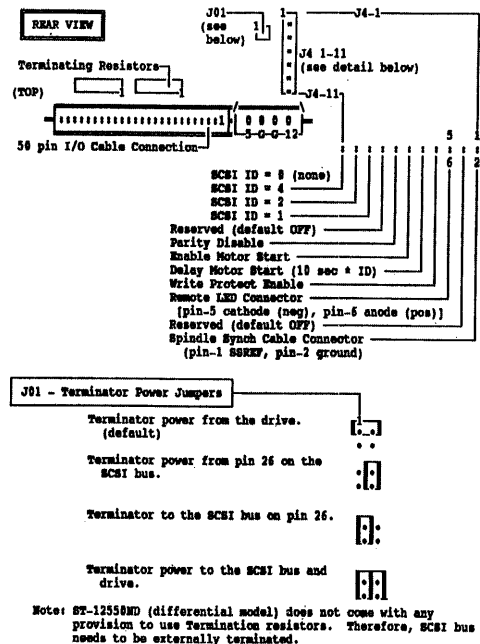 REAR VIEW
J01
(see
below)
1
1
J4-1
J4 1-11
(see detail below)
J4-11
Terminating Resistors
1
1
(TOP)
1
5-G-G-12
50 pin I/O Cable Connection
5 1
6 2
SCSI ID = 8 (none)
SCSI ID = 4
SCSI ID = 2
SCSI ID = 1
Reserved (default OFF)
Parity Disable
Enable Motor Start
Delay Motor Start (10 sec * ID)
Write Protect Enable
Remote LED Connector
[pin-5 cathode (neg), pin-6 anode (pos)]
Reserved (default OFF)
Spindle Synch Cable Connector
(pin-1 SSREF, pin-2 ground)
J01 - Terminator Power Jumpers
Terminator power from the drive.
(default)
1
Terminator power from pin 26 on the
SCSI bus.
Terminator to the SCSI bus on pin 26.
Terminator power to the SCSI bus and
drive.
Note: ST-12550ND (differential model) does not come with any
provision to use Termination resistors. Therefore, SCSI bus
needs to be externally terminated.